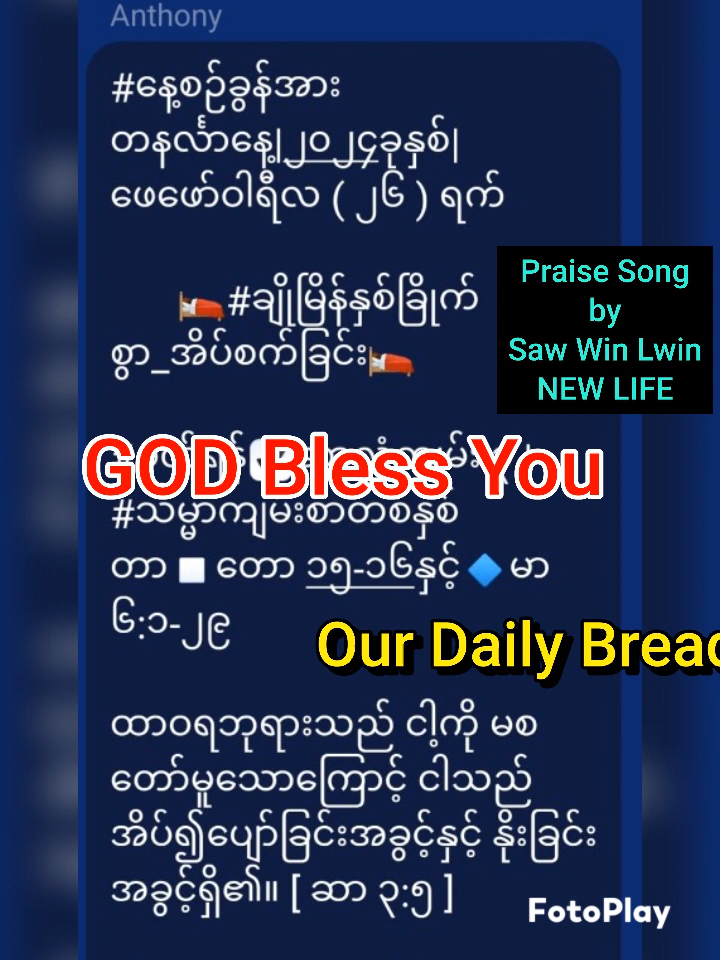 Anthony
#နေ့စဉ်ခွန်အား
တနင်္လာနေ့|၂၀၂၄ခုနှစ်|
ဖေဖော်ဝါရီလ ( ၂၆ ) ရက်
🛏#ချိုမြိန်နှစ်ခြိုက်
စွာ_အိပ်စက်ခြင်း🛏
Praise Song
by
Saw Win Lwin
NEW LIFE
GOD Bless You
#သမ္မာကျမ်းစာတစ်နှစ်
တာ ◻️ တော ၁၅-၁၆နှင့် 🔷 မာ
၆:၁-၂၉
Our Daily Bread
ထာဝရဘုရားသည် ငါ့ကို မစ
တော်မူသောကြောင့် ငါသည်
အိပ်၍ပျော်ခြင်းအခွင့်နှင့် နိုးခြင်း
အခွင့်ရှိ၏။ [ ဆာ ၃:၅ ]
FotoPlay